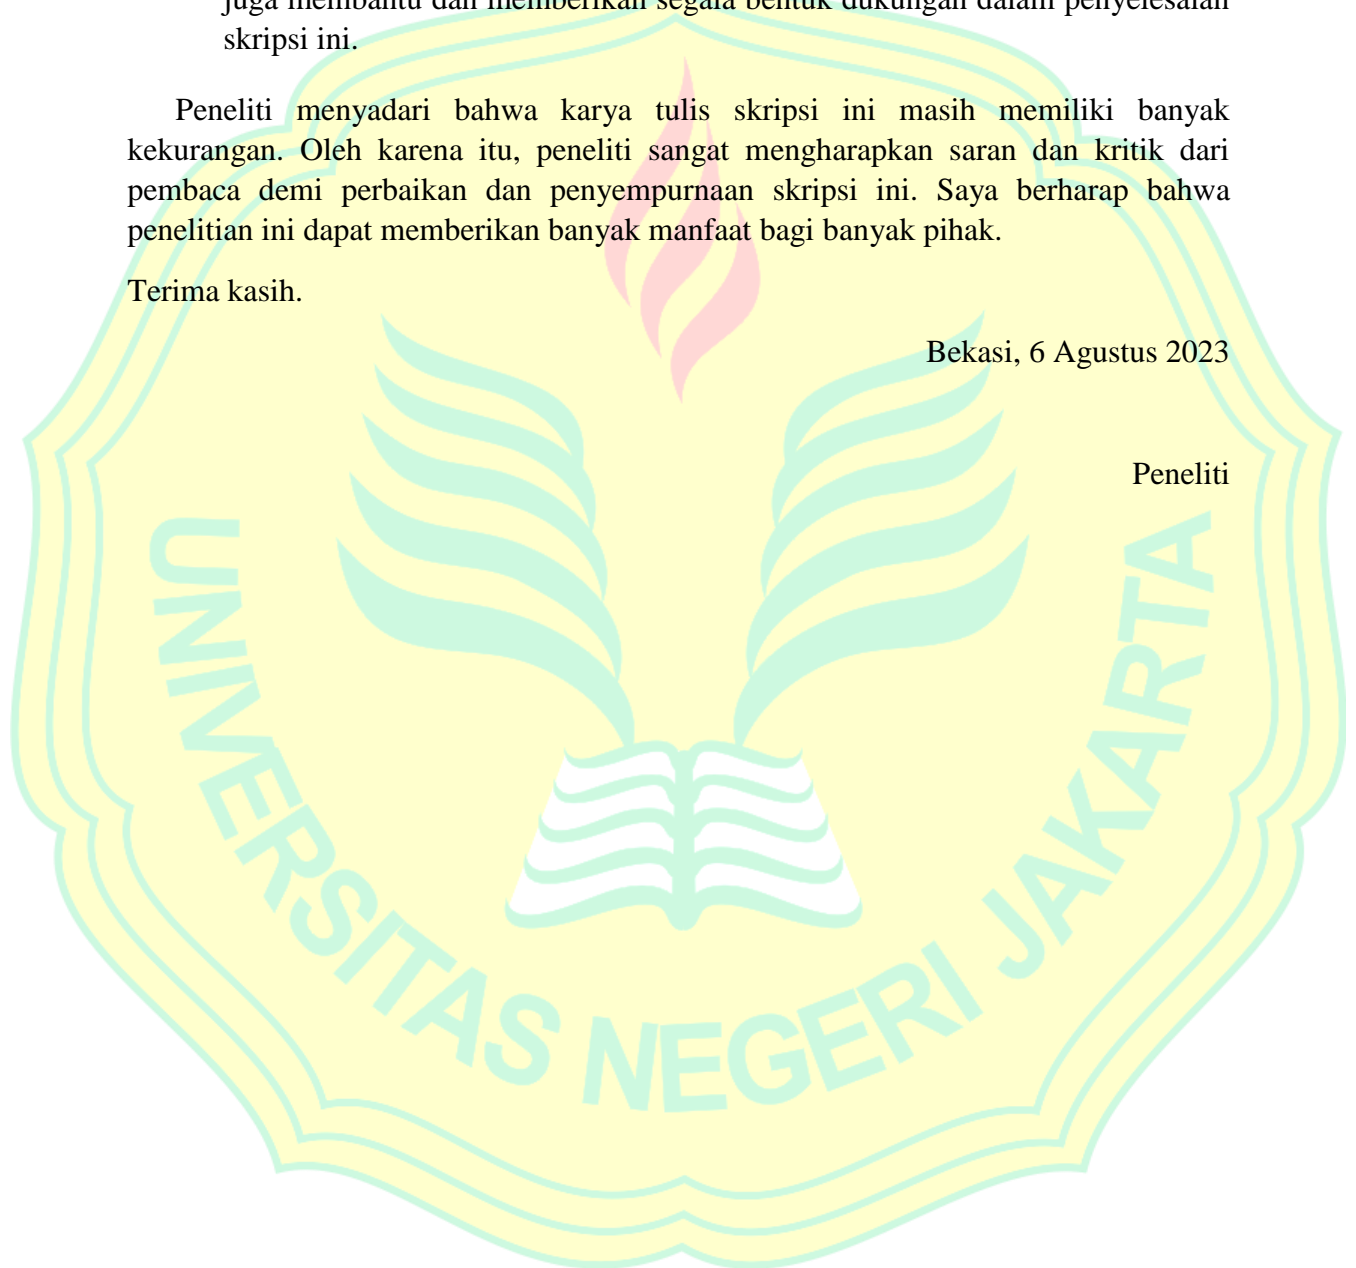 juga membantu dan memberikan segala bentuk dukungan dalam penyelesaian
skripsi ini.
Peneliti menyadari bahwa karya tulis skripsi ini masih memiliki banyak
kekurangan. Oleh karena itu, peneliti sangat mengharapkan saran dan kritik dari
pembaca demi perbaikan dan penyempurnaan skripsi ini. Saya berharap bahwa
penelitian ini dapat memberikan banyak manfaat bagi banyak pihak.
Terima kasih.
Bekasi, 6 Agustus 2023
Peneliti
UNIVERSITAS NEGERI JAKARTA